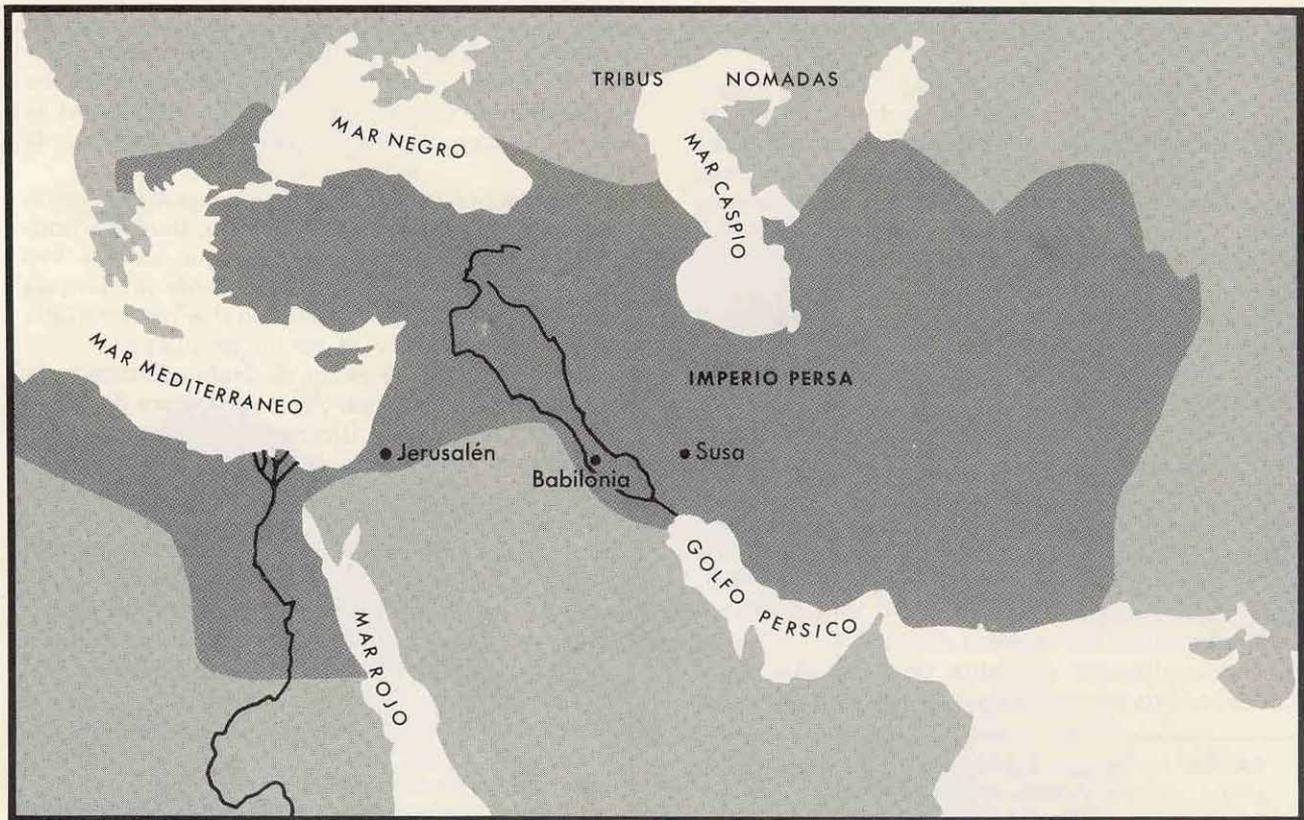 TRIBUS NOMADAS
MAR NEGRO
MAR CASPIO
MAR MEDITERRANEO
IMPERIO PERSA
Jerusalén
Babilonia
Susa
GOLFO PERSICO
MAR ROJO